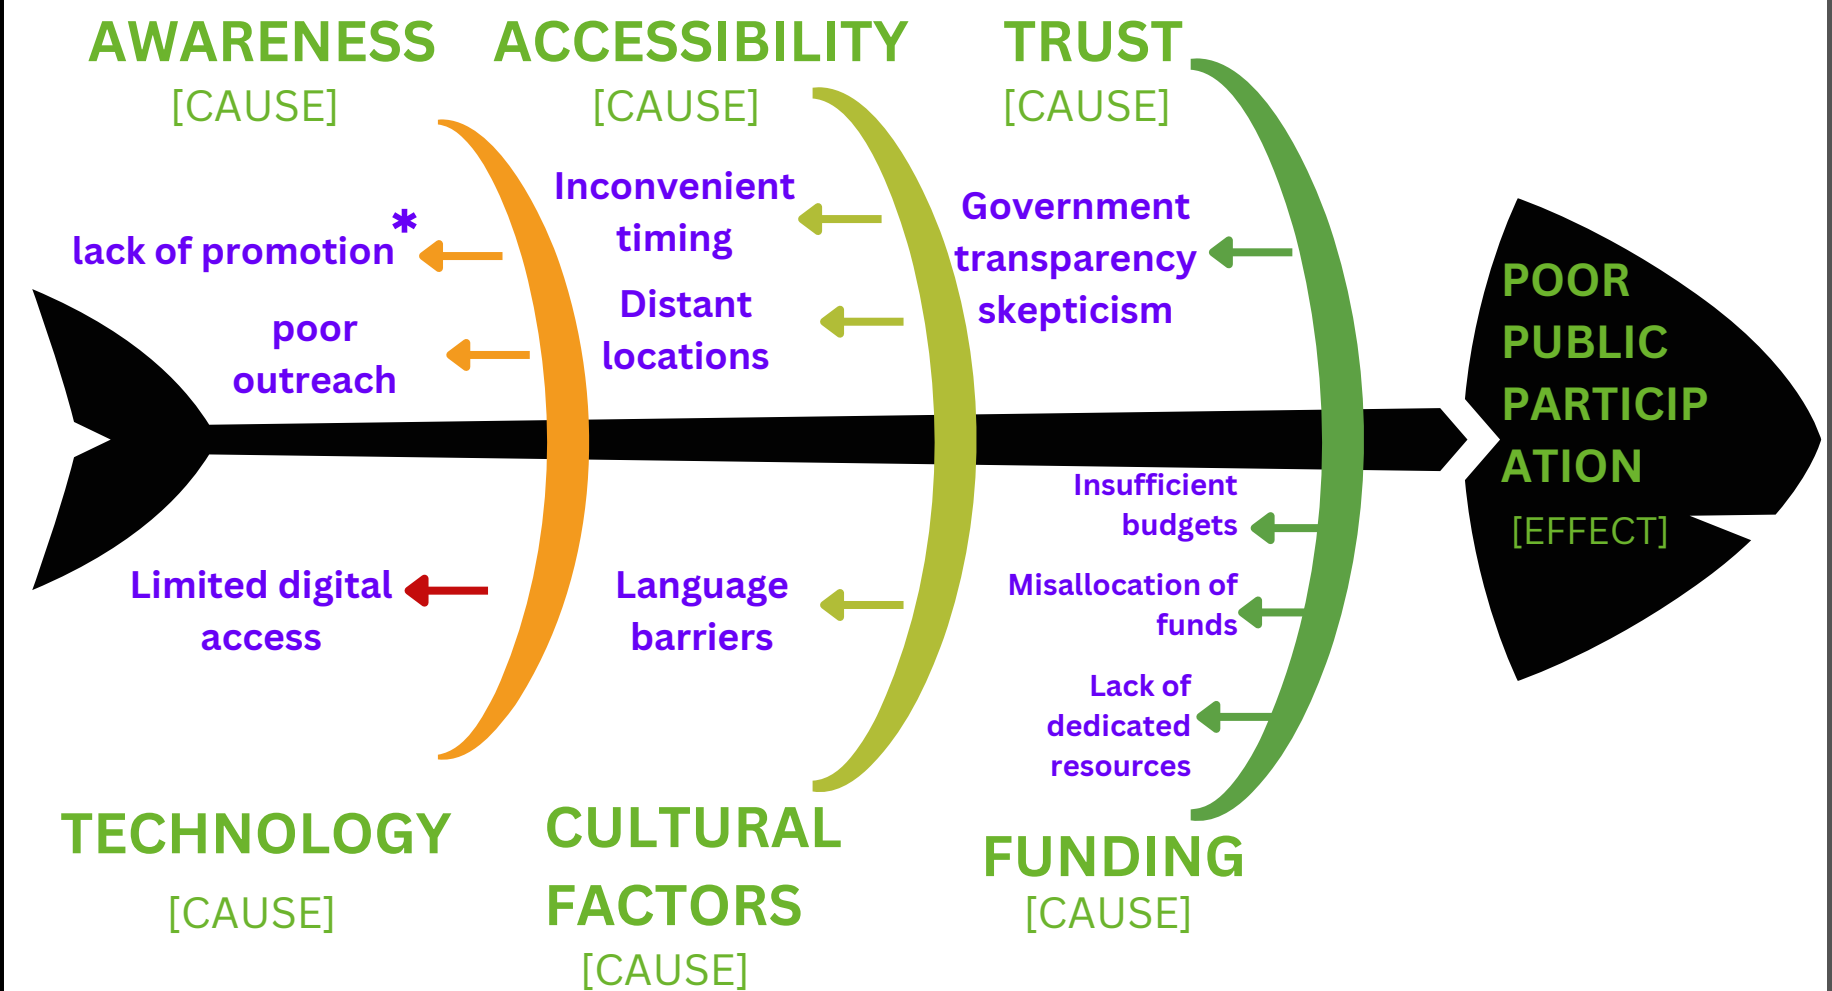 AWARENESS
[CAUSE]
lack of promotion*
poor
outreach
ACCESSIBILITY
[CAUSE]
Inconvenient
timing
Distant
locations
TRUST
[CAUSE]
Government
transparency
skepticism
Limited digital
access
TECHNOLOGY
[CAUSE]
Language
barriers
CULTURAL
FACTORS
[CAUSE]
Insufficient
budgets
Misallocation of
funds
Lack of
dedicated
resources
FUNDING
[CAUSE]
POOR
PUBLIC
PARTICIP
ATION
[EFFECT]